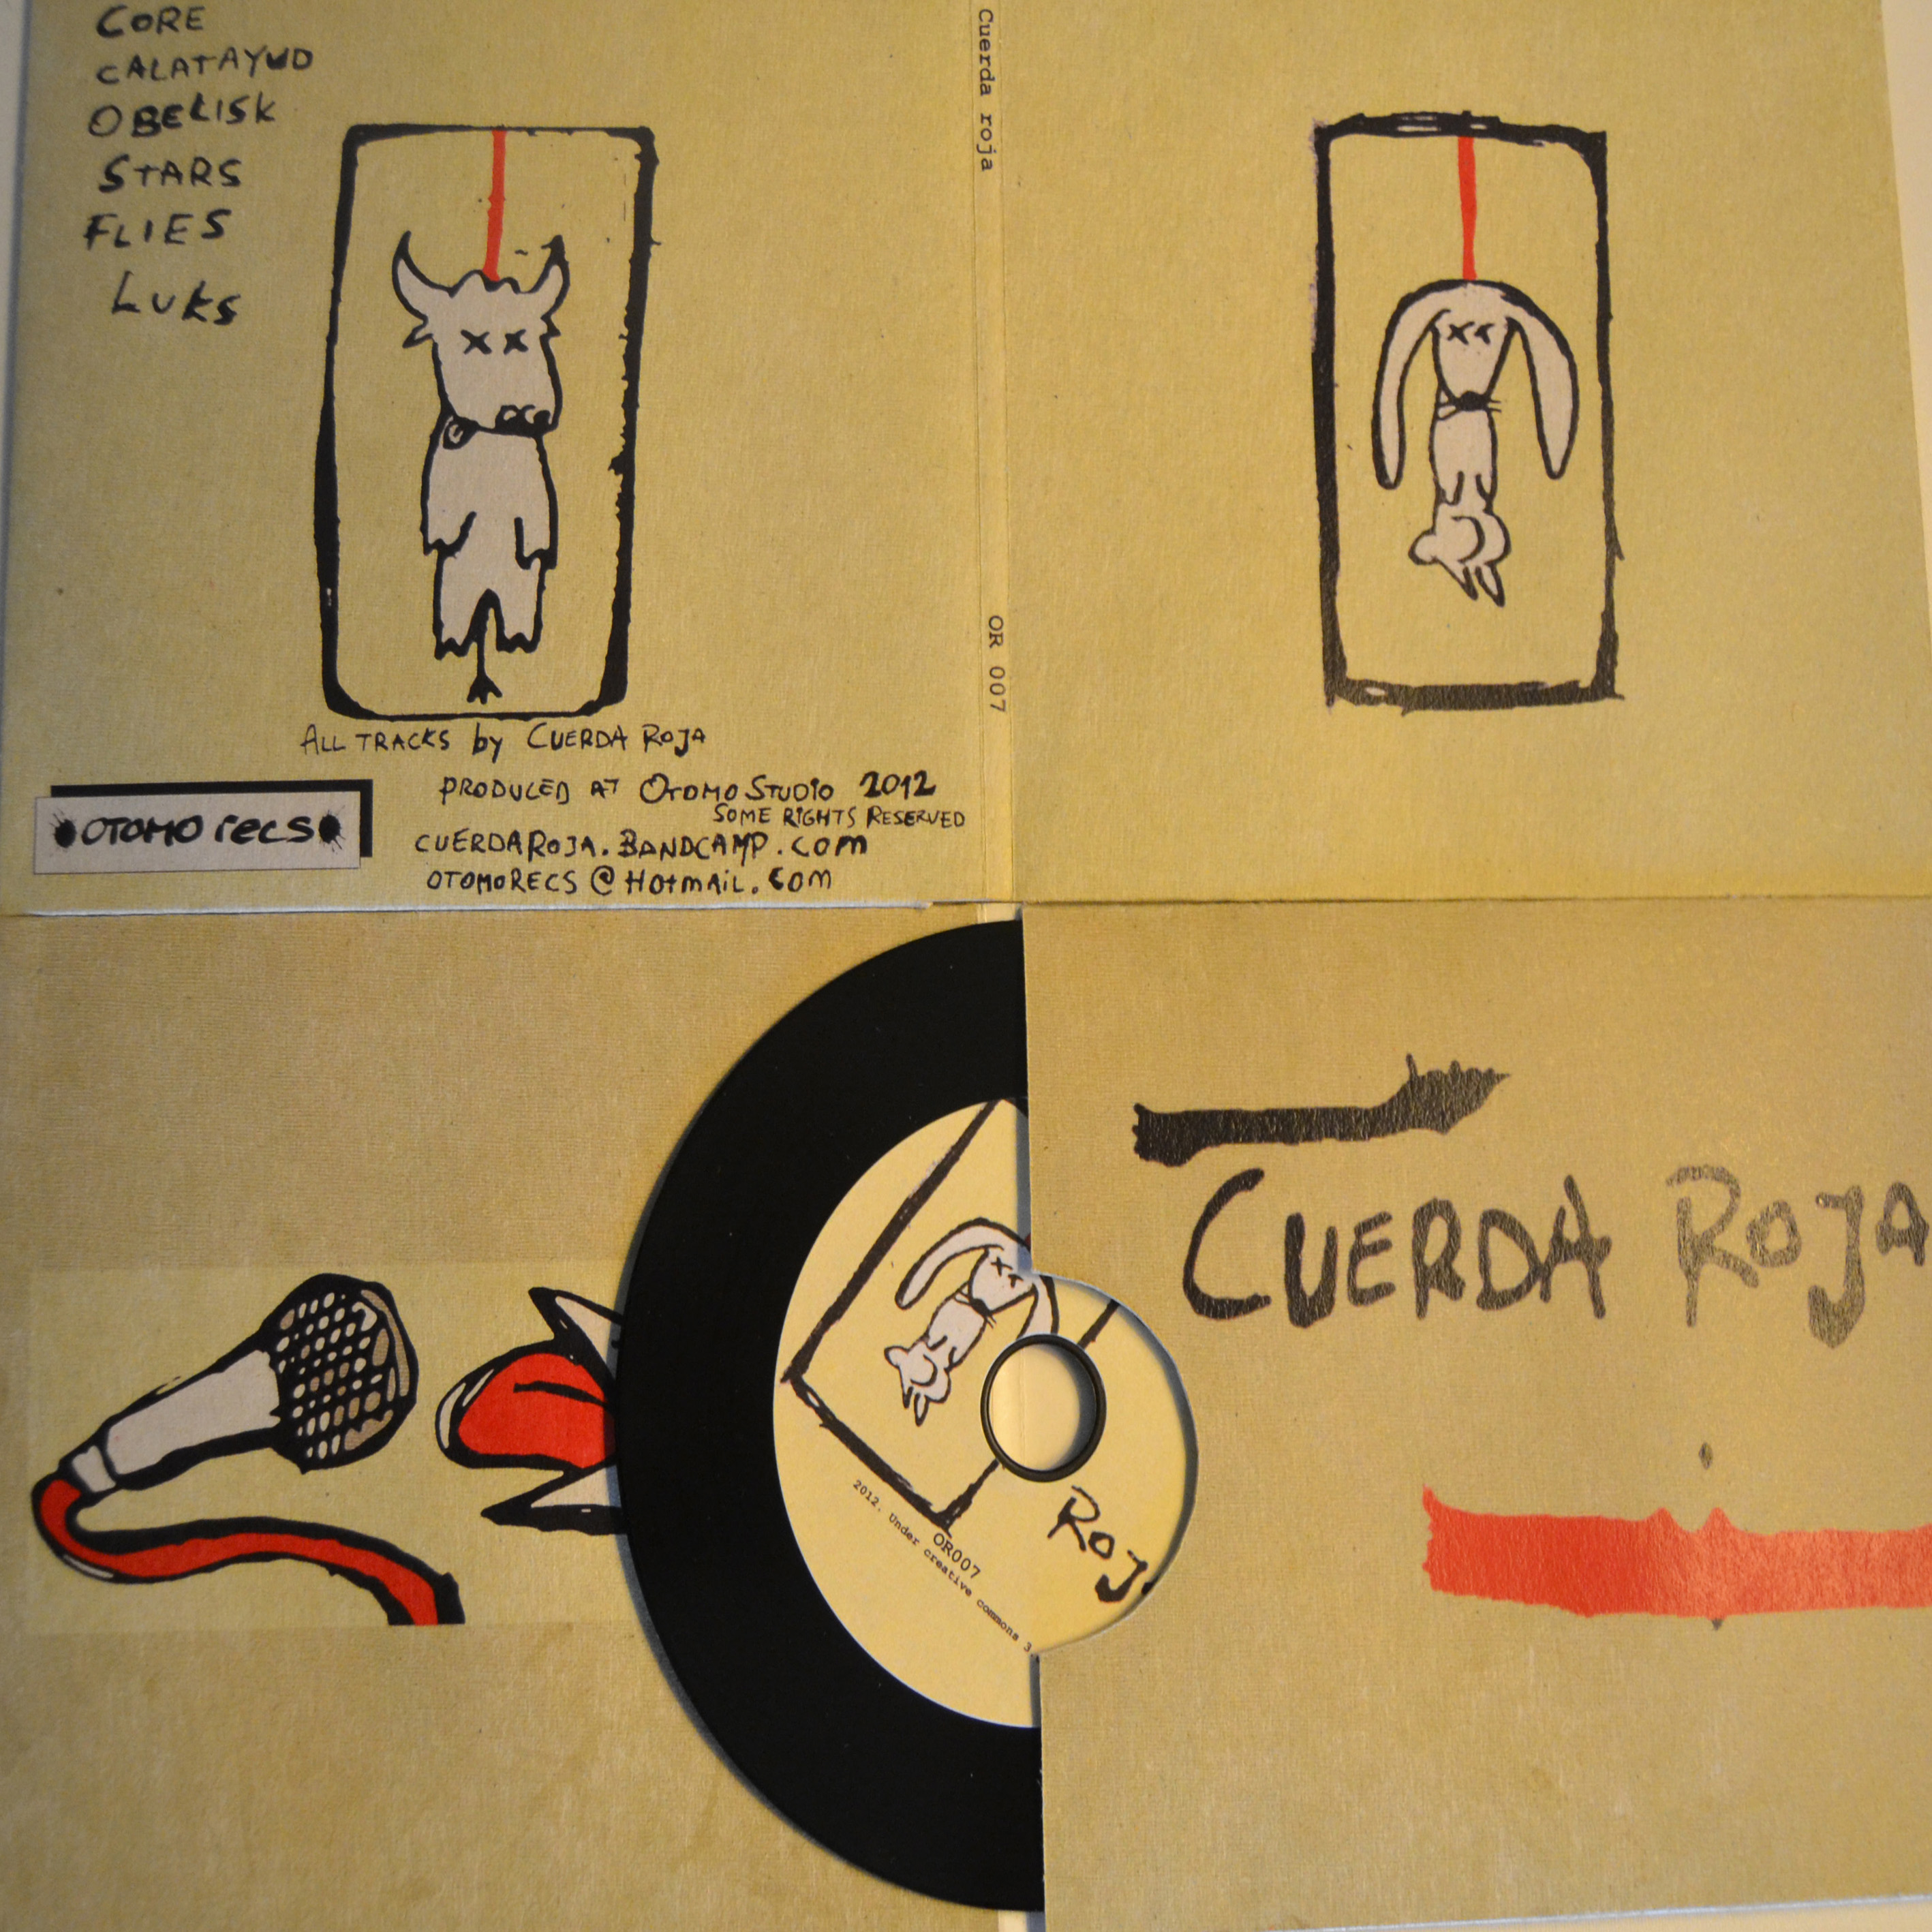 CORE
CALATAYUD
OBELISK
STARS
FLIES
LUKS
ALL TRACKS by CUERDA ROJA
PRODUCED AT OTOMO STUDIO 2012
SOME RIGHTS RESERVED
CUERDAROJA.BANDCAMP.COM
OTOMORECS@HOTMAIL.COM
OTOMO recs
Cuerda roja
OR 007
CUERDA ROJA
ROJ
OR007
2012. Under creative commons 3.